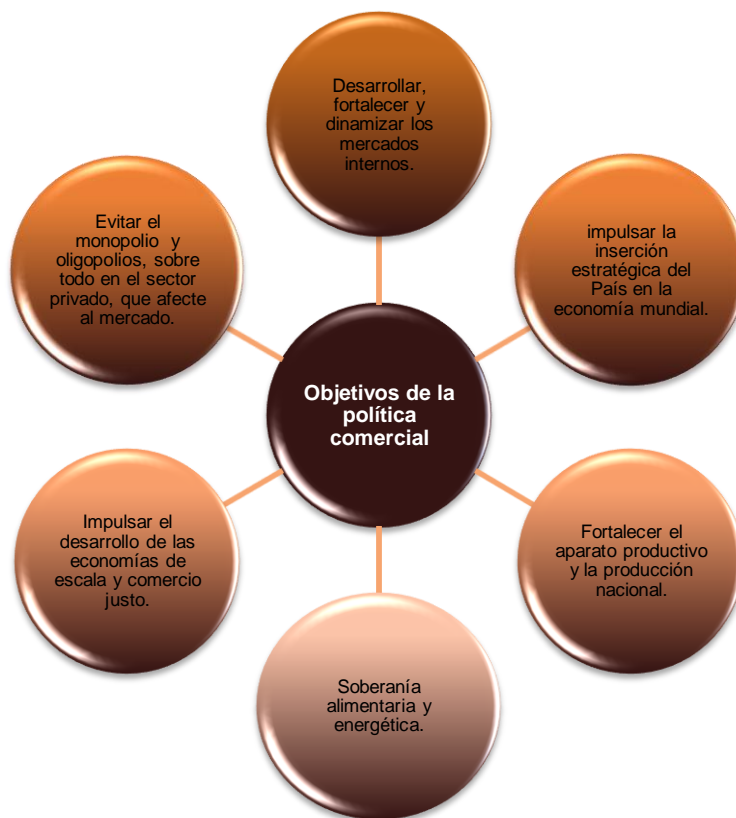 Desarrollar,
fortalecer y
dinamizar los
mercados
internos.
impulsar la
inserción
estratégica del
País en la
economía mundial.
Fortalecer el
aparato productivo
y la producción
nacional.
Soberanía
alimentaria y
energética.
Impulsar el
desarrollo de las
economías de
escala y comercio
justo.
Evitar el
monopolio y
oligopolios, sobre
todo en el sector
privado, que afecte
al mercado.
Objetivos de la
política
comercial